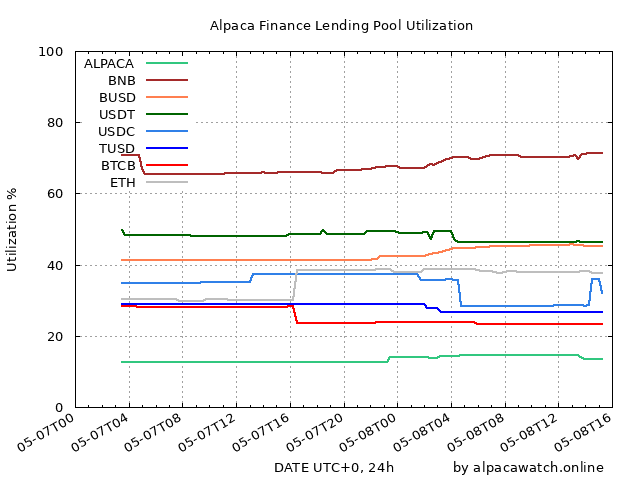 Alpaca Finance Lending Pool Utilization
100
80
60
40
20
0
Utilization %
ALPACA
BNB
BUSD
USDT
USDC
TUSD
BTCB
ETH
05-07T00
05-07T04
05-07T08
05-07T12
05-07T16
05-07T20
05-08T00
05-08T04
05-08T08
05-08T12
05-08T16
DATE UTC+0, 24h
by alpacawatch.online